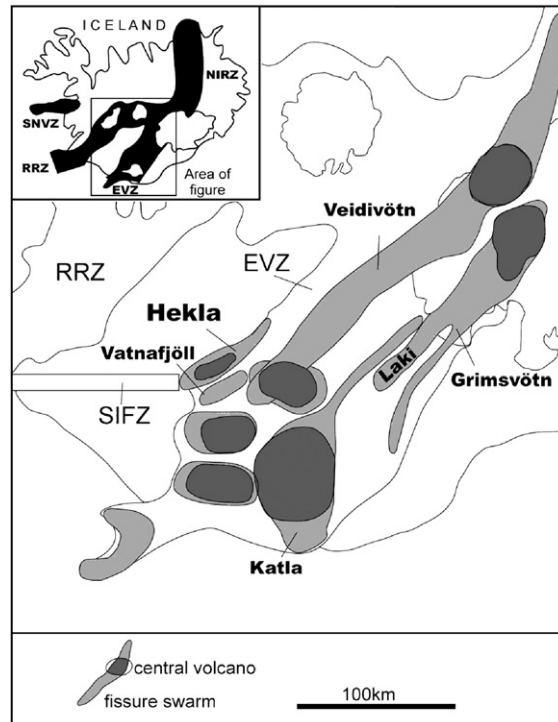 ICELAND
NIRZ
SNVZ
RRZ
EVZ
Area of
figure
Veidivötn
RRZ
EVZ
Hekla
Vatnafjöll
Laki
Grimsvötn
SIFZ
Katla
central volcano
fissure swarm
100km